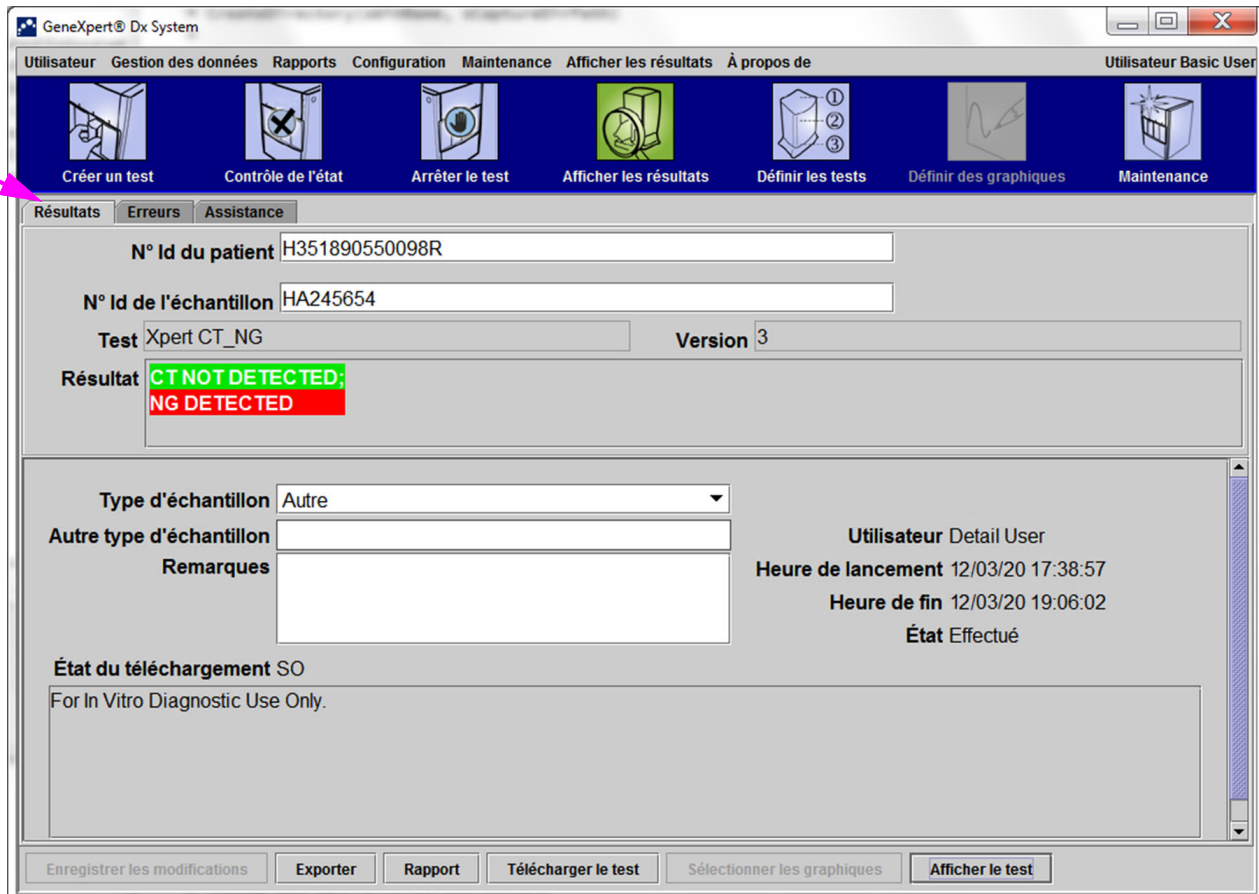 GeneXpert® Dx System
Utilisateur Gestion des données Rapports Configuration Maintenance Afficher les résultats À propos de Utilisateur Basic User
① ② ③
Créer un test Contrôle de l'état Arrêter le test Afficher les résultats Définir les tests Définir des graphiques Maintenance
Résultats Erreurs Assistance
N° Id du patient H351890550098R
N° Id de l'échantillon HA245654
Test Xpert CT_NG Version 3
Résultat CT NOT DETECTED;
NG DETECTED
Type d'échantillon Autre
Autre type d'échantillon Utilisateur Detail User
Remarques Heure de lancement 12/03/20 17:38:57
Heure de fin 12/03/20 19:06:02
État Effectué
État du téléchargement SO
For In Vitro Diagnostic Use Only.
Enregistrer les modifications Exporter Rapport Télécharger le test Sélectionner les graphiques Afficher le test